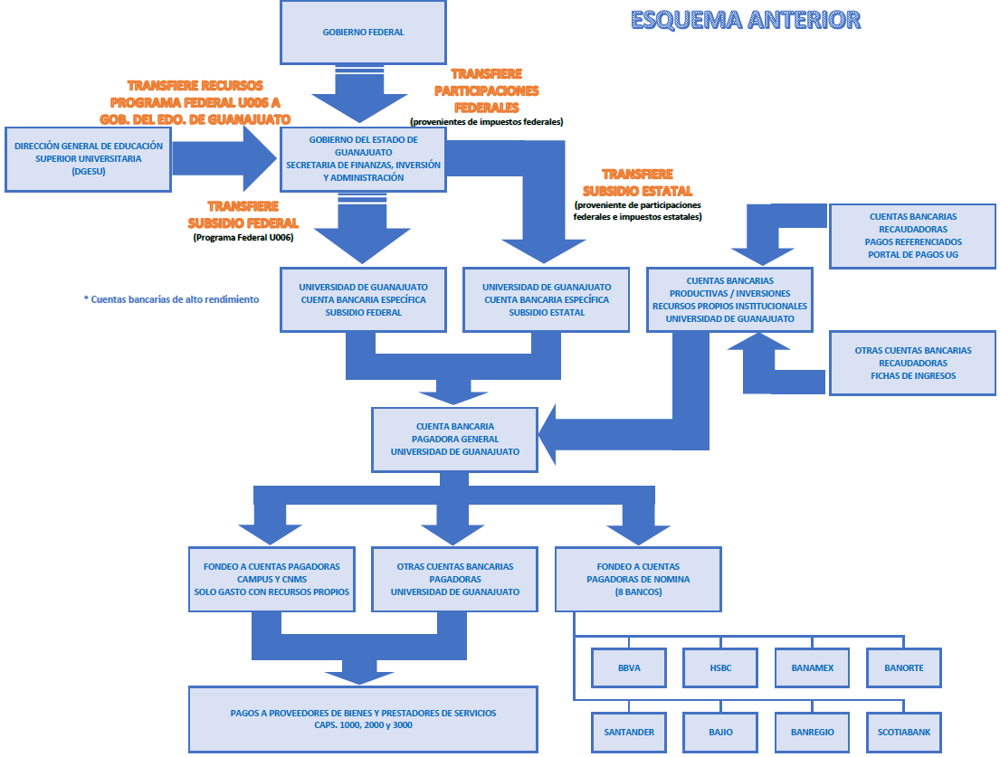 ESQUEMA ANTERIOR
GOBIERNO FEDERAL
TRANSFIERE RECURSOS
PROGRAMA FEDERAL U006 A
GOB. DEL EDO. DE GUANAJUATO
TRANSFIERE
PARTICIPACIONES
FEDERALES
(provenientes de impuestos federales)
DIRECCIÓN GENERAL DE EDUCACIÓN
SUPERIOR UNIVERSITARIA
(DGESU)
GOBIERNO DEL ESTADO DE
GUANAJUATO
SECRETARIA DE FINANZAS, INVERSIÓN
Y ADMINISTRACIÓN
TRANSFIERE
SUBSIDIO FEDERAL
(Programa Federal U006)
TRANSFIERE
SUBSIDIO ESTATAL
(proveniente de participaciones
federales e impuestos estatales)
CUENTAS BANCARIAS
RECAUDADORAS
PAGOS REFERENCIADOS
PORTAL DE PAGOS UG
* Cuentas bancarias de alto rendimiento
UNIVERSIDAD DE GUANAJUATO
CUENTA BANCARIA ESPECÍFICA
SUBSIDIO FEDERAL
UNIVERSIDAD DE GUANAJUATO
CUENTA BANCARIA ESPECÍFICA
SUBSIDIO ESTATAL
CUENTAS BANCARIAS
PRODUCTIVAS / INVERSIONES
RECURSOS PROPIOS INSTITUCIONALES
UNIVERSIDAD DE GUANAJUATO
OTRAS CUENTAS BANCARIAS
RECAUDADORAS
FICHAS DE INGRESOS
CUENTA BANCARIA
PAGADORA GENERAL
UNIVERSIDAD DE GUANAJUATO
FONDEO A CUENTAS PAGADORAS
CAMPUS Y CNMS
SOLO GASTO CON RECURSOS PROPIOS
OTRAS CUENTAS BANCARIAS
PAGADORAS
UNIVERSIDAD DE GUANAJUATO
FONDEO A CUENTAS
PAGADORAS DE NOMINA
(8 BANCOS)
BBVA
HSBC
BANAMEX
BANORTE
PAGOS A PROVEEDORES DE BIENES Y PRESTADORES DE SERVICIOS
CAPS. 1000, 2000 y 3000
SANTANDER
BAJIO
BANREGIO
SCOTIABANK